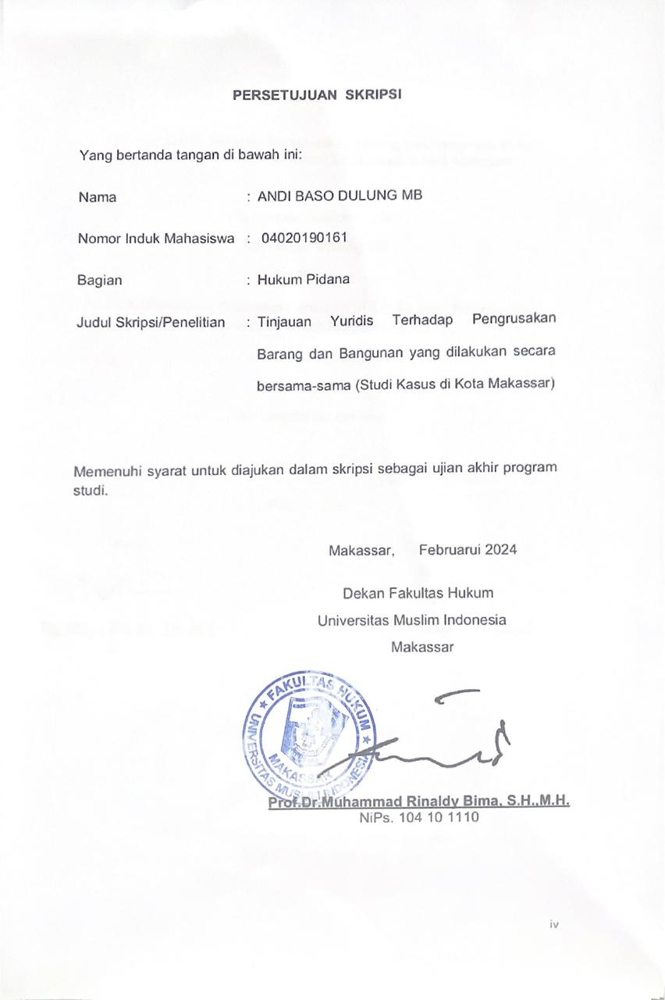 PERSETUJUAN SKRIPSI
Yang bertanda tangan di bawah ini:
Nama : ANDI BASO DULUNG MB
Nomor Induk Mahasiswa : 04020190161
Bagian : Hukum Pidana
Judul Skripsi/Penelitian : Tinjauan Yuridis Terhadap Pengrusakan
Barang dan Bangunan yang dilakukan secara
bersama-sama (Studi Kasus di Kota Makassar)
Memenuhi syarat untuk diajukan dalam skripsi sebagai ujian akhir program
studi.
Makassar, Februarui 2024
Dekan Fakultas Hukum
Universitas Muslim Indonesia
Makassar
FAKULTAS HUKUM
UNIVERSITAS MUSLIM INDONESIA
MAKASSAR
Prof.Dr.Muhammad Rinaldy Bima, S.H.,M.H.
NiPs. 104 10 1110
iv